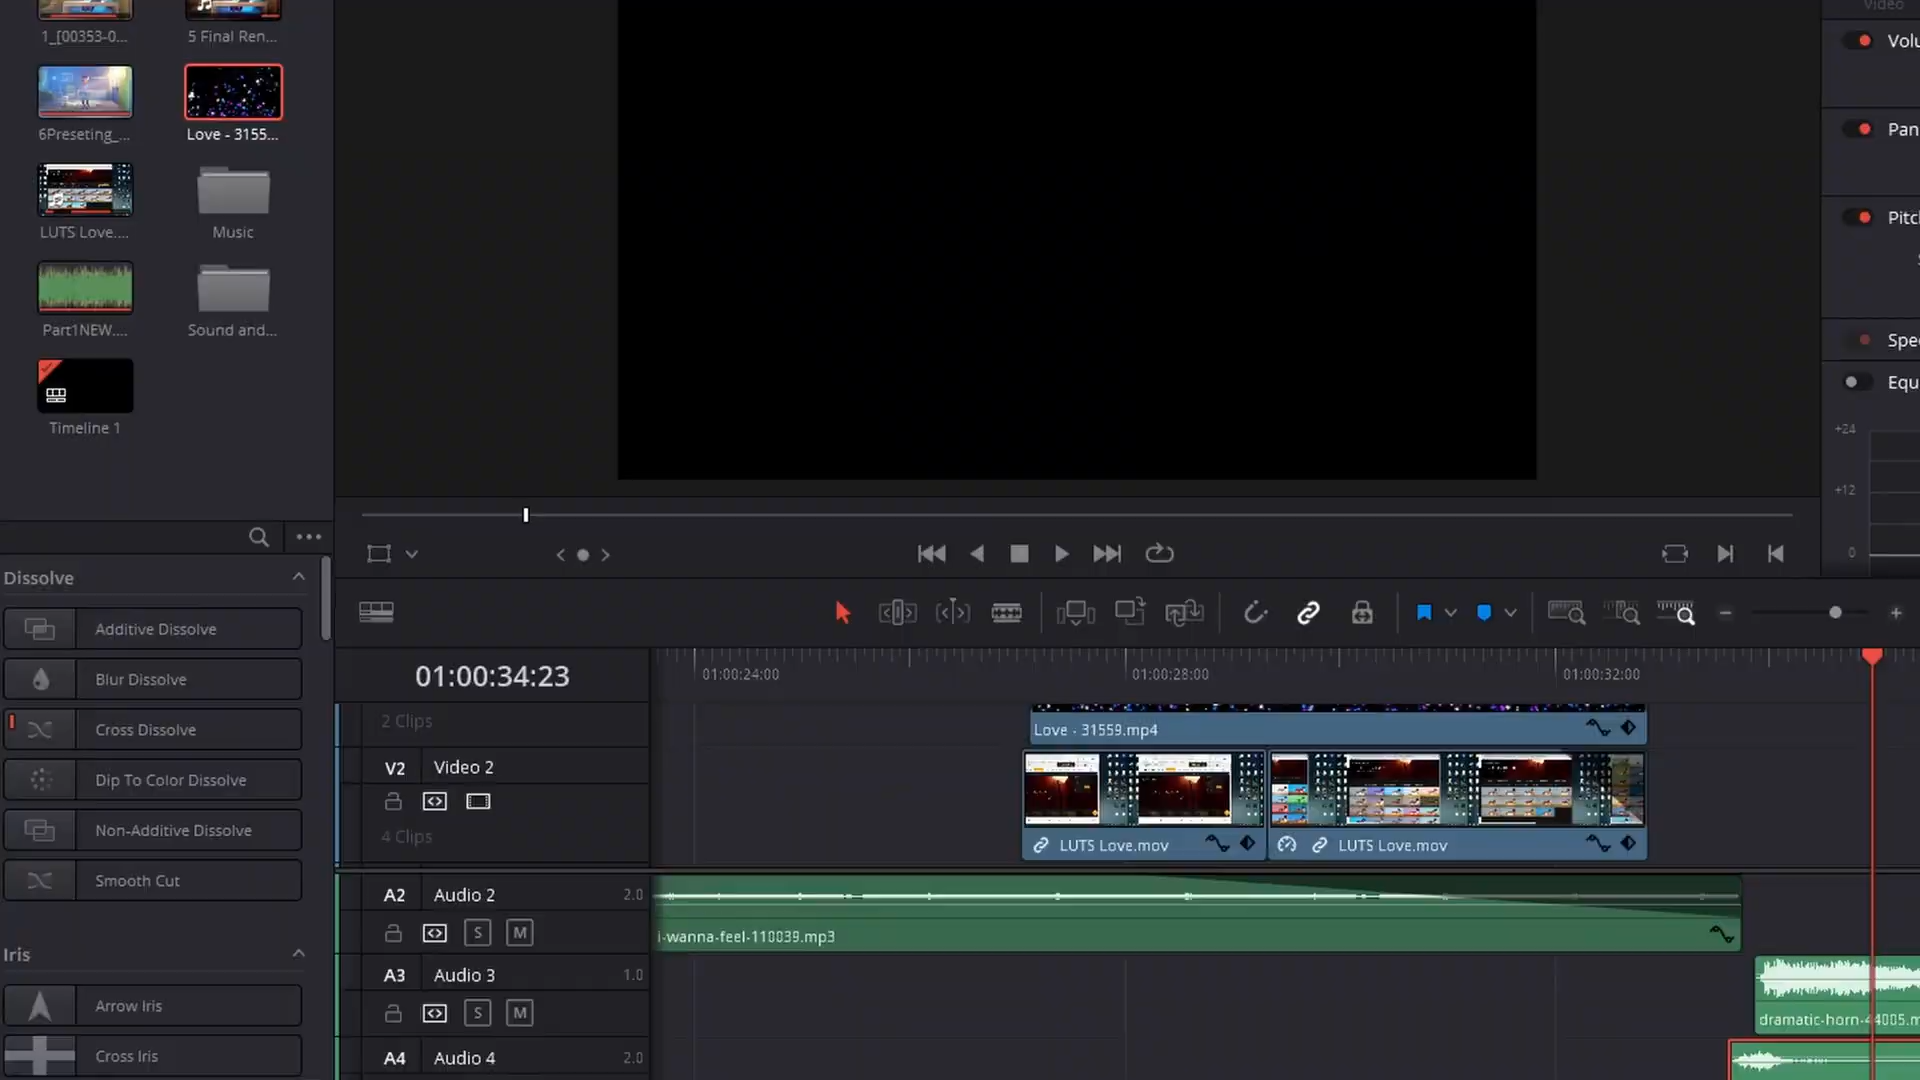 1_[00353-0...
5 Final Ren...
6Preseting_...
Love - 3155...
LUTS Love....
Music
Part1NEW....
Sound and...
Timeline 1
Video
Volu
Pan
Pitch
Spee
Equ
+24
+12
0
Dissolve
Additive Dissolve
Blur Dissolve
Cross Dissolve
Dip To Color Dissolve
Non-Additive Dissolve
Smooth Cut
Iris
Arrow Iris
Cross Iris
01:00:34:23
01:00:24:00
01:00:28:00
01:00:32:00
2 Clips
Love - 31559.mp4
V2 Video 2
4 Clips
LUTS Love.mov
LUTS Love.mov
A2 Audio 2 2.0
S M
i-wanna-feel-110039.mp3
A3 Audio 3 1.0
S M
dramatic-horn-44005.m
A4 Audio 4 2.0